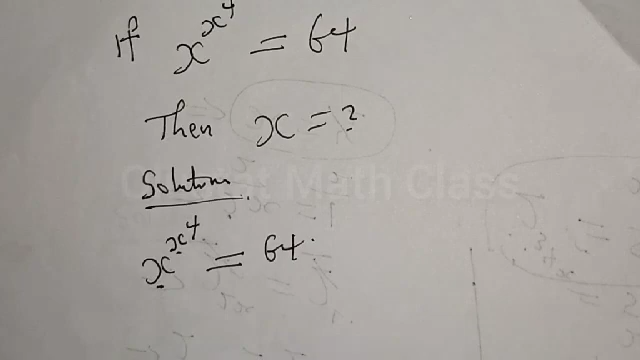 If x^x^4 = 64
Then x = ?
Solution
x^x^4 = 64.